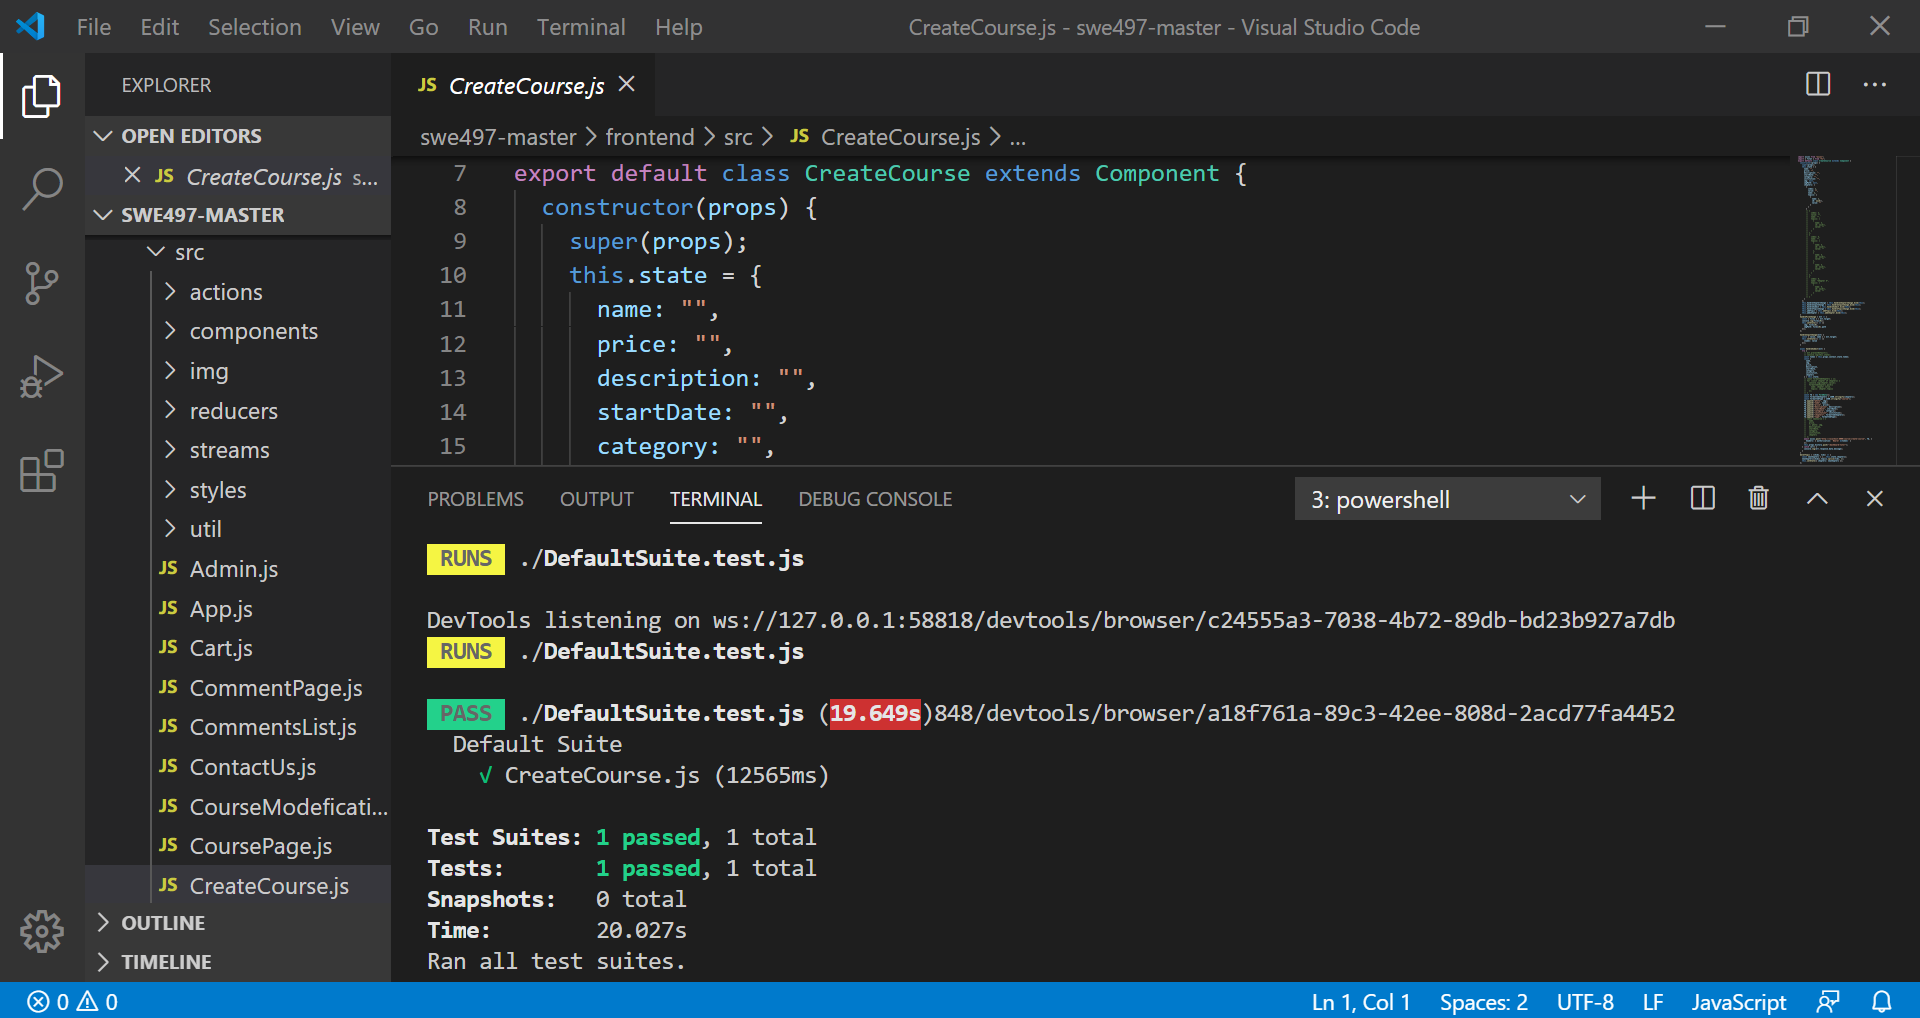 File Edit Selection View Go Run Terminal Help CreateCourse.js - swe497-master - Visual Studio Code
EXPLORER
OPEN EDITORS
JS CreateCourse.js s...
SWE497-MASTER
src
actions
components
img
reducers
streams
styles
util
JS Admin.js
JS App.js
JS Cart.js
JS CommentPage.js
JS CommentsList.js
JS ContactUs.js
JS CourseModeficati...
JS CoursePage.js
JS CreateCourse.js
OUTLINE
TIMELINE
JS CreateCourse.js
swe497-master > frontend > src > JS CreateCourse.js > ...
7 export default class CreateCourse extends Component {
8 constructor(props) {
9 super(props);
10 this.state = {
11 name: "",
12 price: "",
13 description: "",
14 startDate: "",
15 category: "",
PROBLEMS OUTPUT TERMINAL DEBUG CONSOLE 3: powershell
RUNS ./DefaultSuite.test.js
DevTools listening on ws://127.0.0.1:58818/devtools/browser/c24555a3-7038-4b72-89db-bd23b927a7db
RUNS ./DefaultSuite.test.js
PASS ./DefaultSuite.test.js (19.649s)848/devtools/browser/a18f761a-89c3-42ee-808d-2acd77fa4452
Default Suite
√ CreateCourse.js (12565ms)
Test Suites: 1 passed, 1 total
Tests: 1 passed, 1 total
Snapshots: 0 total
Time: 20.027s
Ran all test suites.
0 0 Ln 1, Col 1 Spaces: 2 UTF-8 LF JavaScript